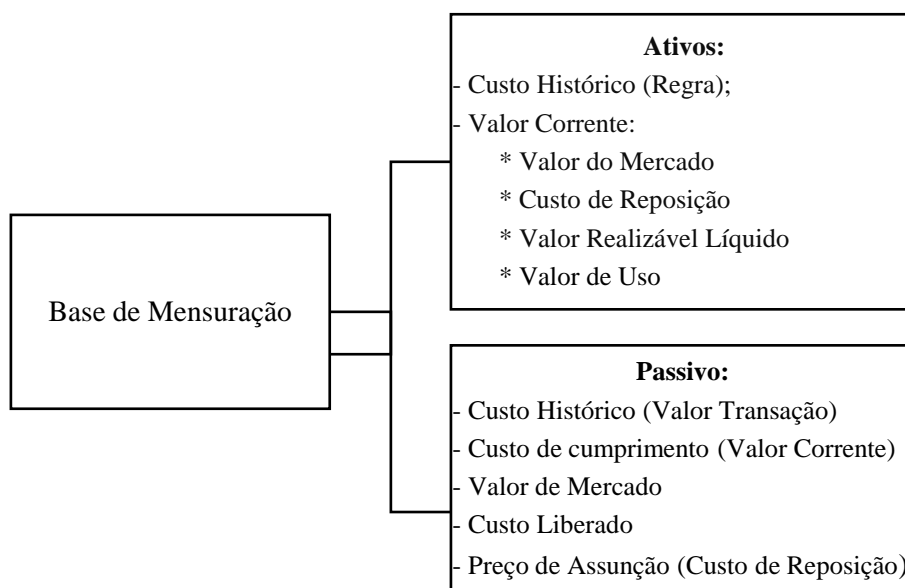 Ativos:
- Custo Histórico (Regra);
- Valor Corrente:
* Valor do Mercado
* Custo de Reposição
* Valor Realizável Líquido
* Valor de Uso
Base de Mensuração
Passivo:
- Custo Histórico (Valor Transação)
- Custo de cumprimento (Valor Corrente)
- Valor de Mercado
- Custo Liberado
- Preço de Assunção (Custo de Reposição)